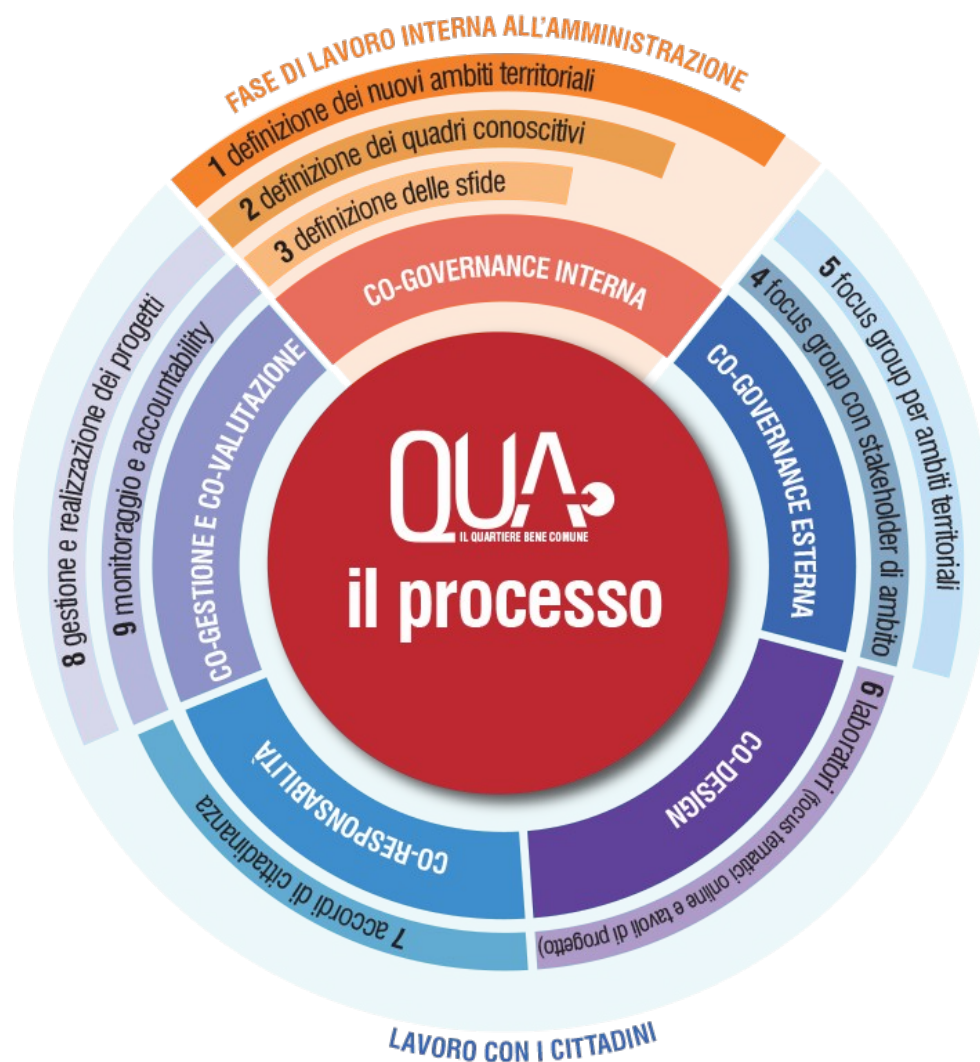 FASE DI LAVORO INTERNA ALL'AMMINISTRAZIONE
1 definizione dei nuovi ambiti territoriali
2 definizione dei quadri conoscitivi
3 definizione delle sfide
CO-GOVERNANCE INTERNA
5 focus group per ambiti territoriali
4 focus group con stakeholder di ambito
CO-GOVERNANCE ESTERNA
6 laboratori (focus tematici online e tavoli di progetto)
CO-DESIGN
7 accordi di cittadinanza
CO-RESPONSABILITÀ
8 gestione e realizzazione dei progetti
9 monitoraggio e accountability
CO-GESTIONE E CO-VALUTAZIONE
QUA
IL QUARTIERE BENE COMUNE
il processo
LAVORO CON I CITTADINI